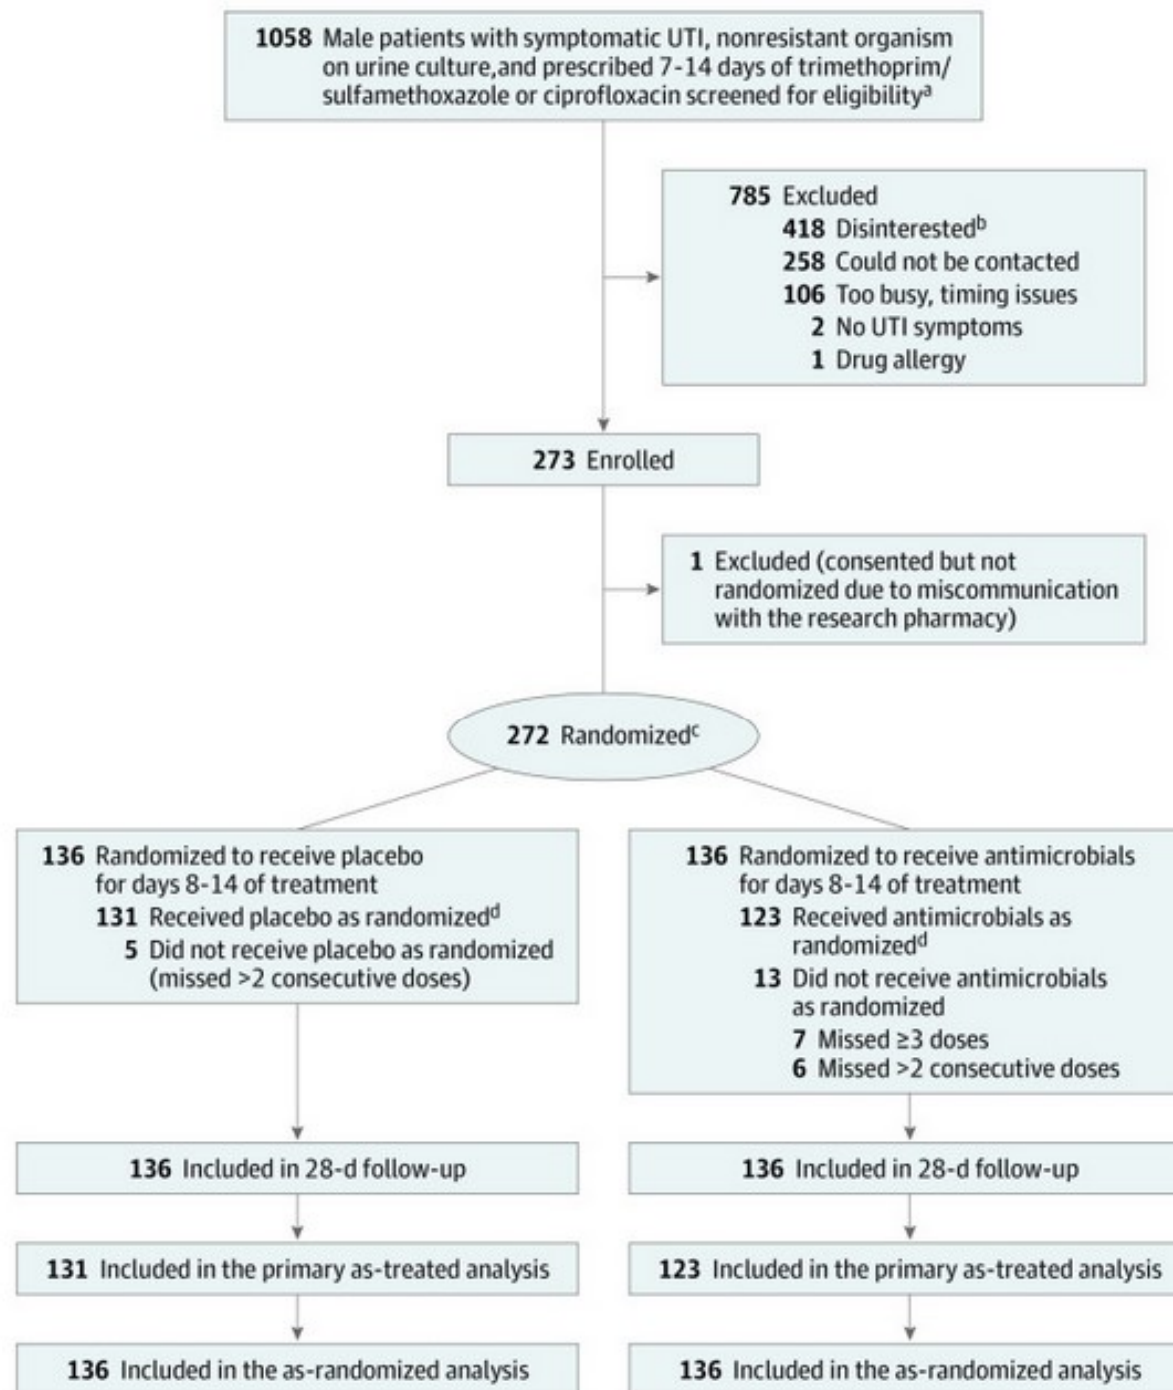 1058 Male patients with symptomatic UTI, nonresistant organism
on urine culture,and prescribed 7-14 days of trimethoprim/
sulfamethoxazole or ciprofloxacin screened for eligibilityᵃ
785 Excluded
418 Disinterestedᵇ
258 Could not be contacted
106 Too busy, timing issues
2 No UTI symptoms
1 Drug allergy
273 Enrolled
1 Excluded (consented but not
randomized due to miscommunication
with the research pharmacy)
272 Randomizedᶜ
136 Randomized to receive placebo
for days 8-14 of treatment
131 Received placebo as randomizedᵈ
5 Did not receive placebo as randomized
(missed >2 consecutive doses)
136 Randomized to receive antimicrobials
for days 8-14 of treatment
123 Received antimicrobials as
randomizedᵈ
13 Did not receive antimicrobials
as randomized
7 Missed ≥3 doses
6 Missed >2 consecutive doses
136 Included in 28-d follow-up
136 Included in 28-d follow-up
131 Included in the primary as-treated analysis
123 Included in the primary as-treated analysis
136 Included in the as-randomized analysis
136 Included in the as-randomized analysis